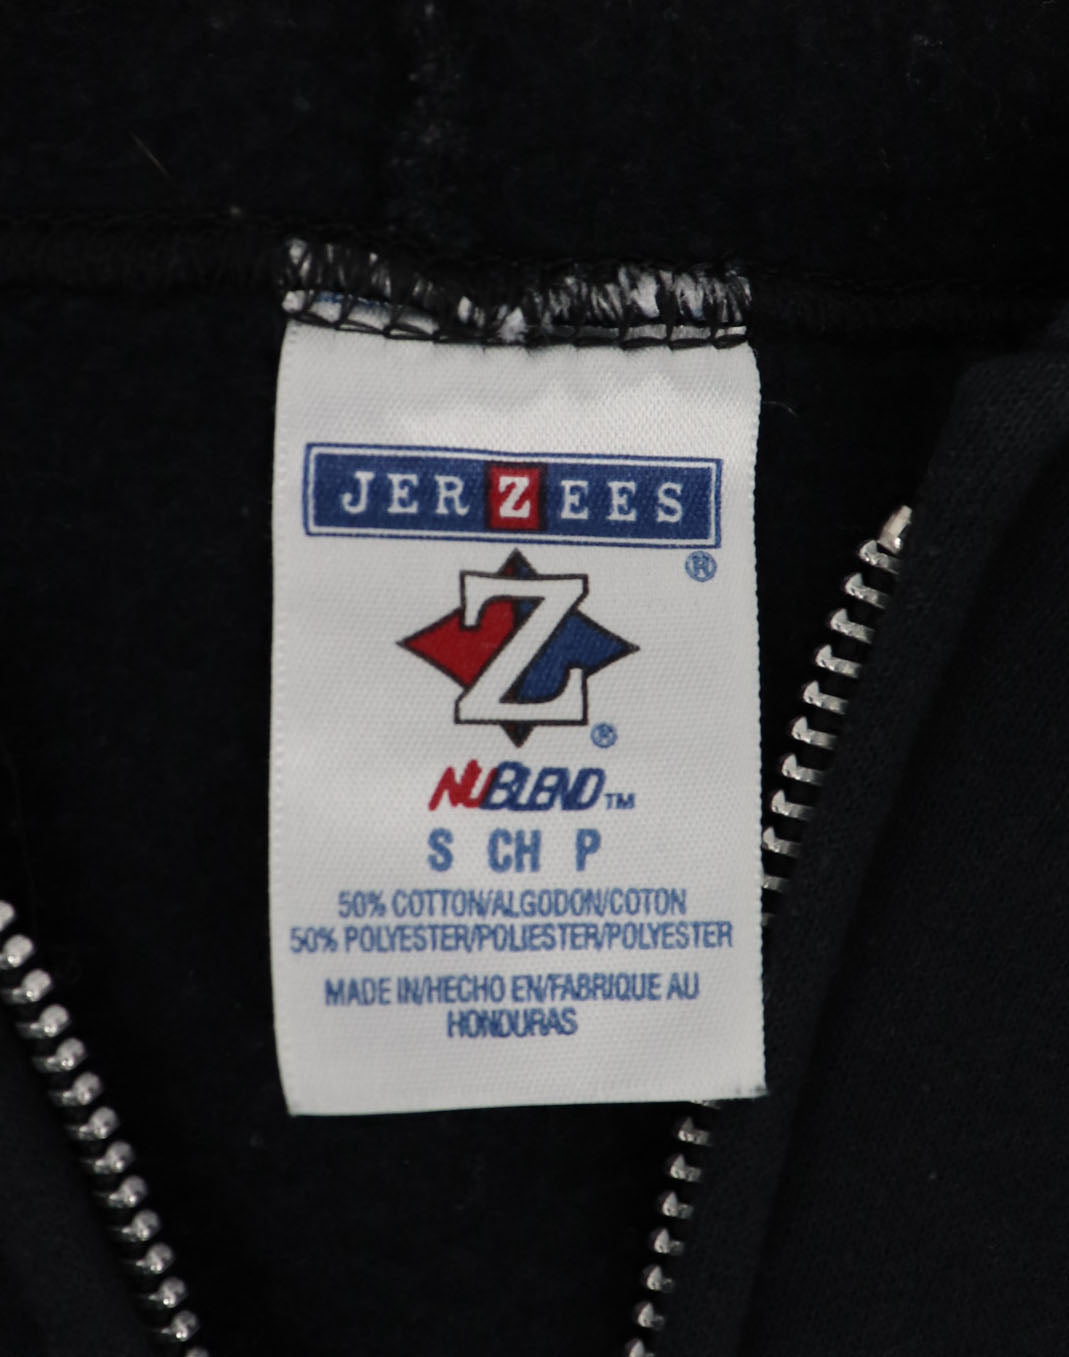 JERZEES
®
Z
®
NUBLEND™
S CH P
50% COTTON/ALGODON/COTON
50% POLYESTER/POLIESTER/POLYESTER
MADE IN/HECHO EN/FABRIQUE AU
HONDURAS